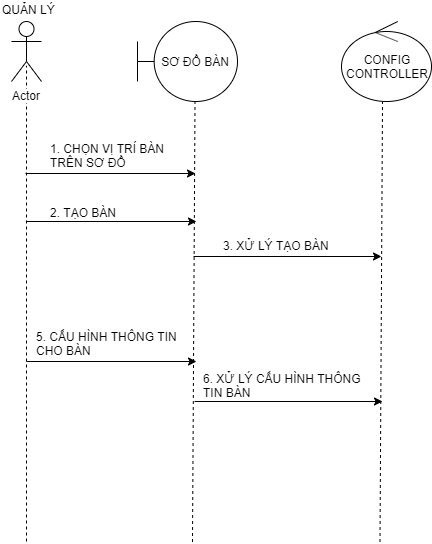 QUẢN LÝ
Actor
SƠ ĐỒ BÀN
CONFIG
CONTROLLER
1. CHỌN VỊ TRÍ BÀN
TRÊN SƠ ĐỒ
2. TẠO BÀN
3. XỬ LÝ TẠO BÀN
5. CẤU HÌNH THÔNG TIN
CHO BÀN
6. XỬ LÝ CẤU HÌNH THÔNG
TIN BÀN